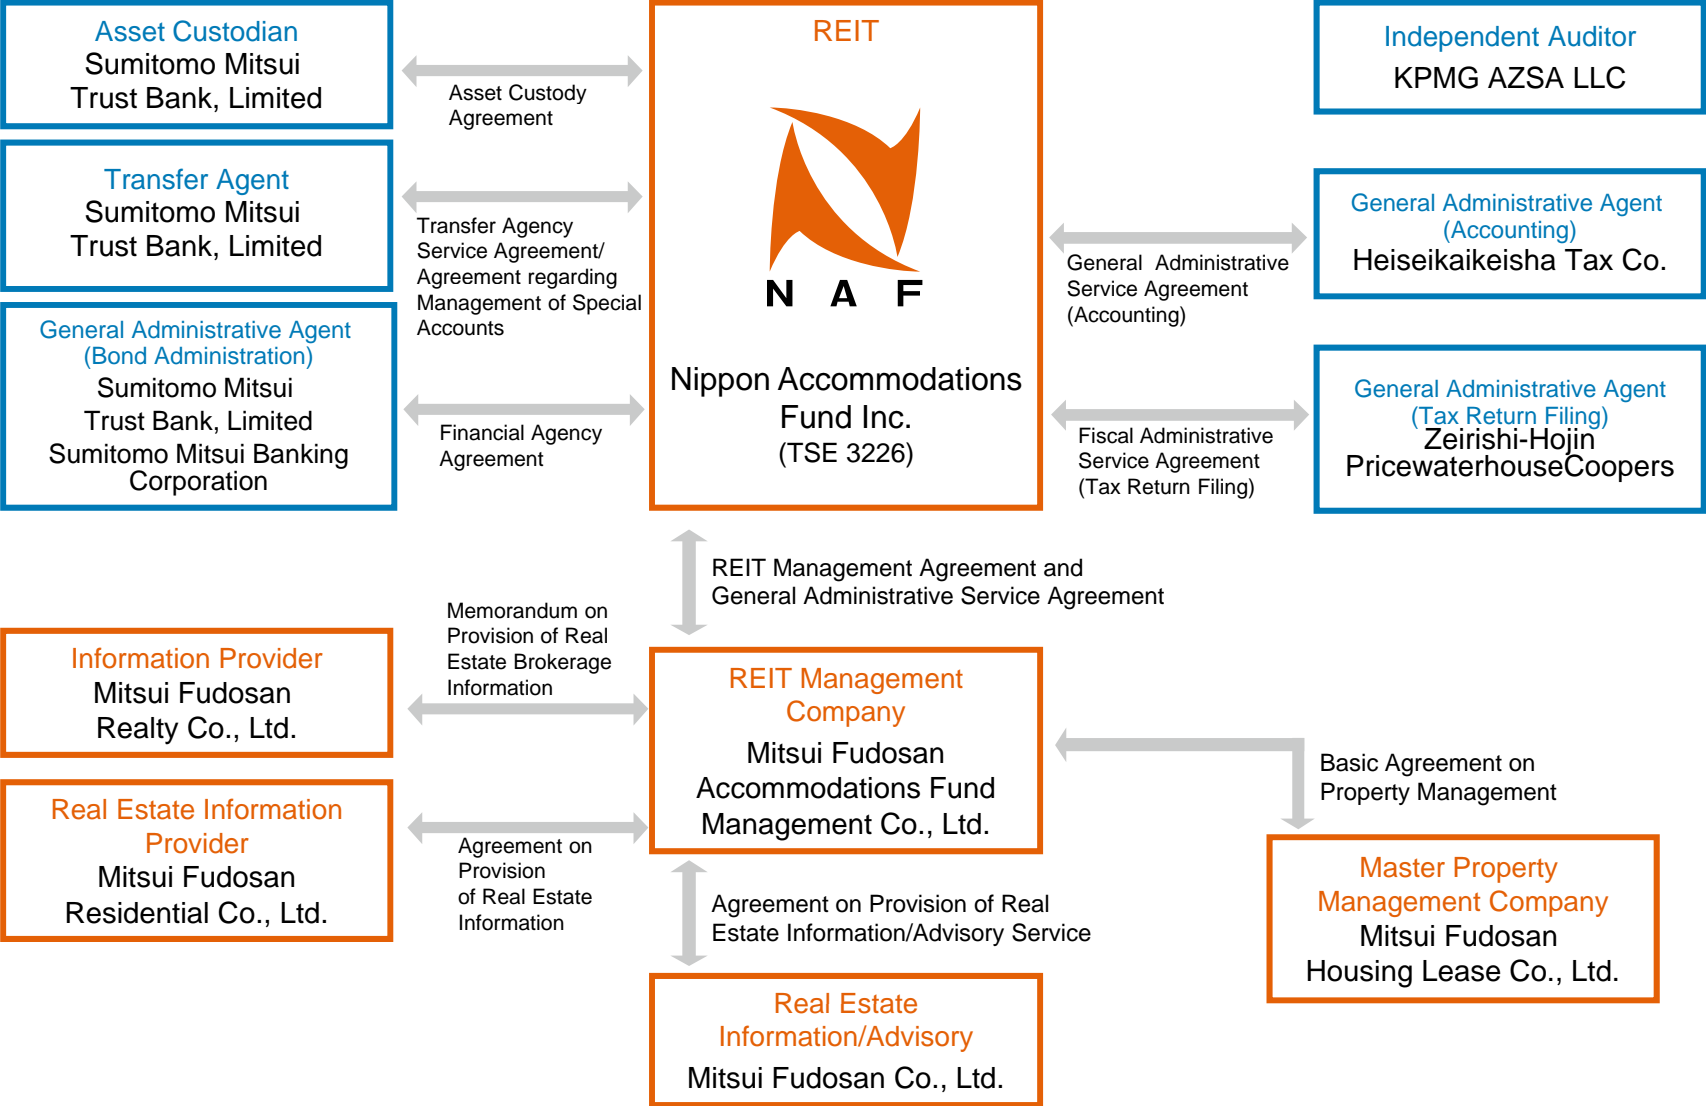 Asset Custodian
Sumitomo Mitsui
Trust Bank, Limited
Asset Custody
Agreement
Transfer Agent
Sumitomo Mitsui
Trust Bank, Limited
Transfer Agency
Service Agreement/
Agreement regarding
Management of Special
Accounts
General Administrative Agent
(Bond Administration)
Sumitomo Mitsui
Trust Bank, Limited
Sumitomo Mitsui Banking
Corporation
Financial Agency
Agreement
REIT
N A F
Nippon Accommodations
Fund Inc.
(TSE 3226)
Independent Auditor
KPMG AZSA LLC
General Administrative Agent
(Accounting)
Heiseikaikeisha Tax Co.
General Administrative
Service Agreement
(Accounting)
General Administrative Agent
(Tax Return Filing)
Zeirishi-Hojin
PricewaterhouseCoopers
Fiscal Administrative
Service Agreement
(Tax Return Filing)
REIT Management Agreement and
General Administrative Service Agreement
Memorandum on
Provision of Real
Estate Brokerage
Information
Information Provider
Mitsui Fudosan
Realty Co., Ltd.
REIT Management
Company
Mitsui Fudosan
Accommodations Fund
Management Co., Ltd.
Basic Agreement on
Property Management
Real Estate Information
Provider
Mitsui Fudosan
Residential Co., Ltd.
Agreement on
Provision
of Real Estate
Information
Agreement on Provision of Real
Estate Information/Advisory Service
Master Property
Management Company
Mitsui Fudosan
Housing Lease Co., Ltd.
Real Estate
Information/Advisory
Mitsui Fudosan Co., Ltd.